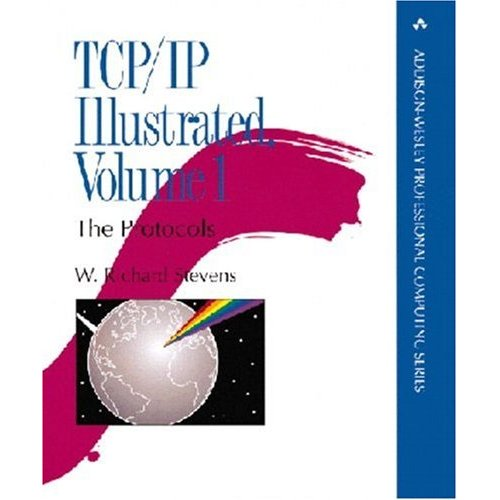 TCP/IP
Illustrated,
Volume 1
The Protocols
W. Richard Stevens
ADDISON-WESLEY PROFESSIONAL COMPUTING SERIES